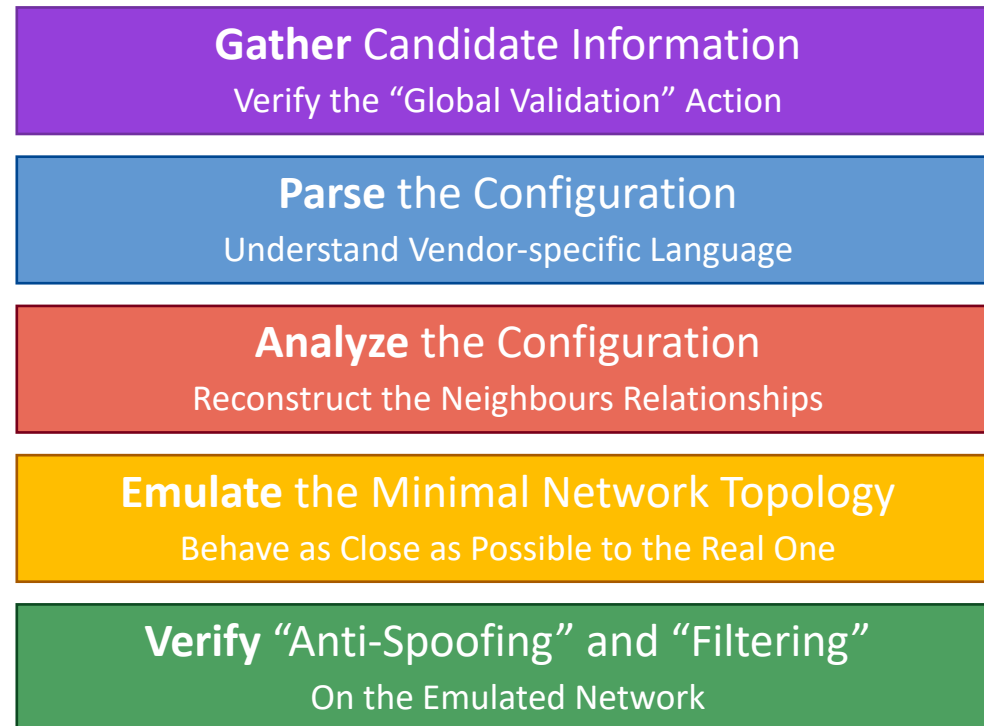 Gather Candidate Information
Verify the “Global Validation” Action
Parse the Configuration
Understand Vendor-specific Language
Analyze the Configuration
Reconstruct the Neighbours Relationships
Emulate the Minimal Network Topology
Behave as Close as Possible to the Real One
Verify “Anti-Spoofing” and “Filtering”
On the Emulated Network